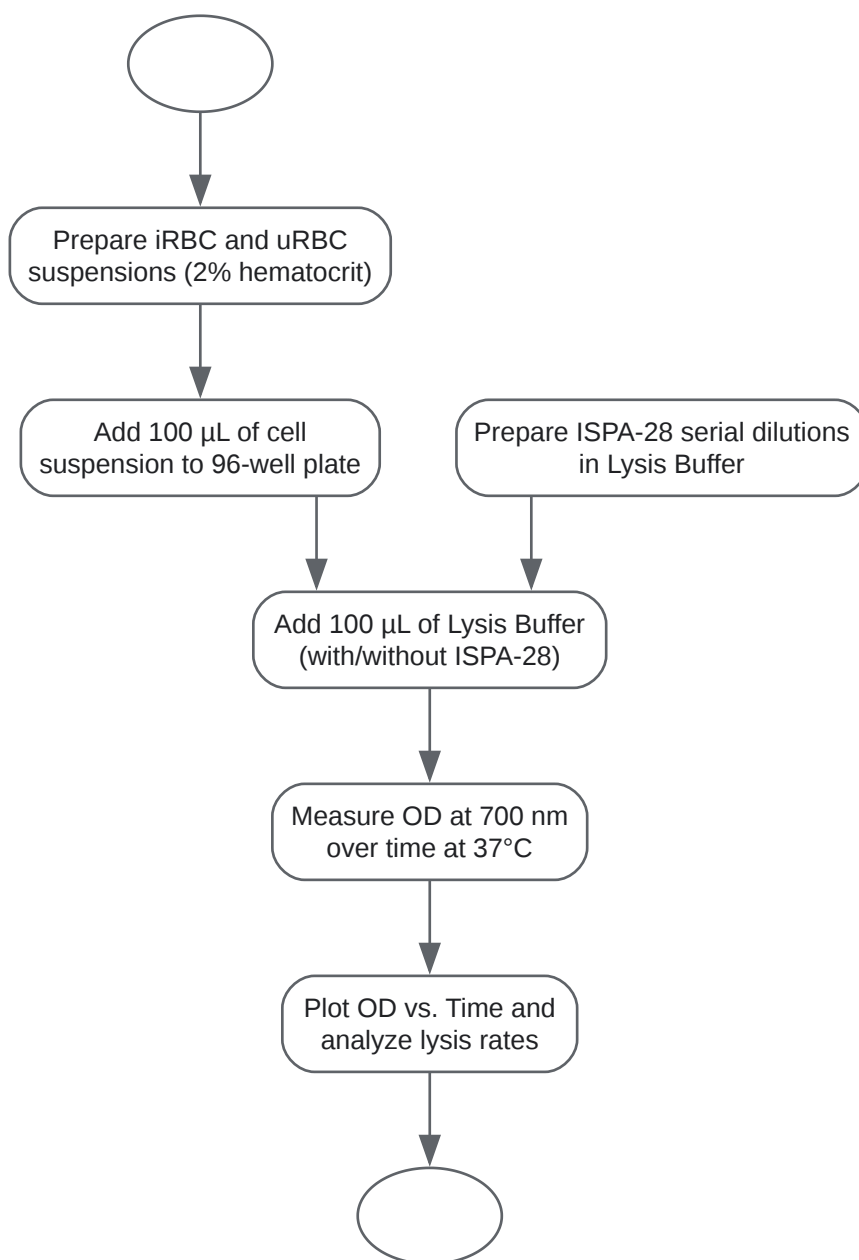 Prepare iRBC and uRBC
suspensions (2% hematocrit)
Add 100 µL of cell
suspension to 96-well plate
Prepare ISPA-28 serial dilutions
in Lysis Buffer
Add 100 µL of Lysis Buffer
(with/without ISPA-28)
Measure OD at 700 nm
over time at 37°C
Plot OD vs. Time and
analyze lysis rates